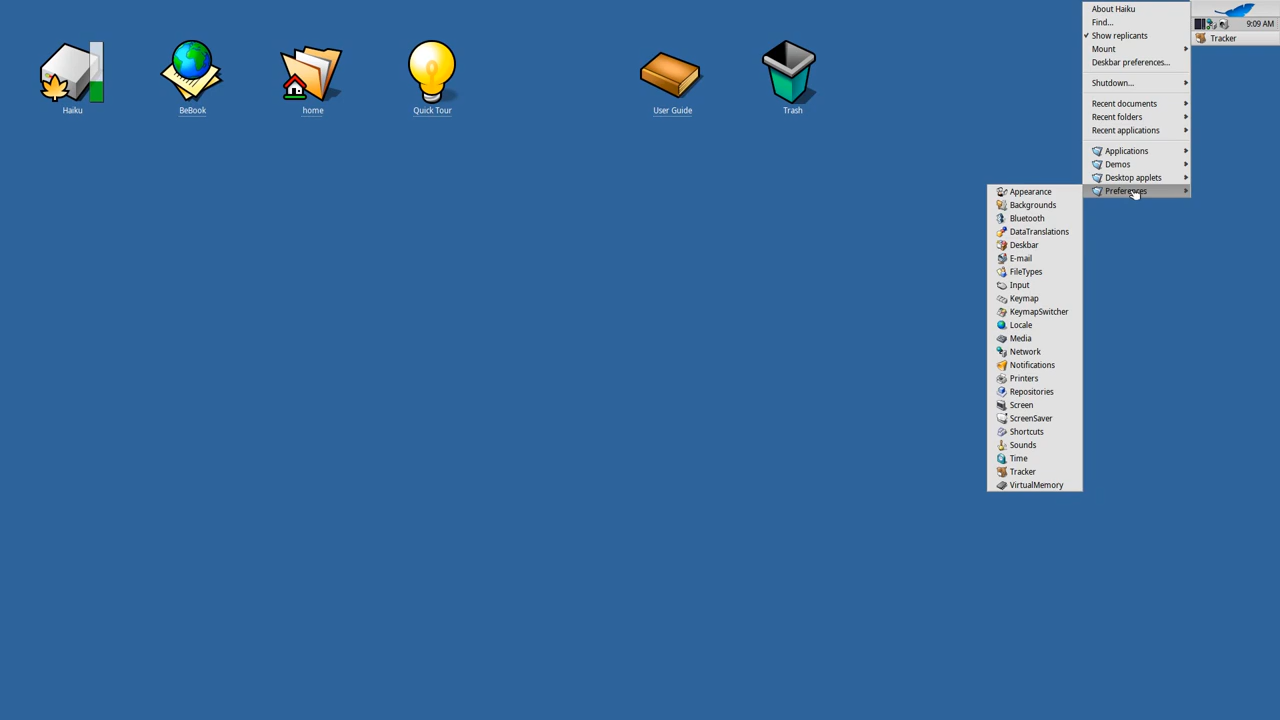 Haiku
BeBook
home
Quick Tour
User Guide
Trash
About Haiku
Find...
Show replicants
Mount
Deskbar preferences...
Shutdown...
Recent documents
Recent folders
Recent applications
Applications
Demos
Desktop applets
Preferences
9:09 AM
Tracker
Appearance
Backgrounds
Bluetooth
DataTranslations
Deskbar
E-mail
FileTypes
Input
Keymap
KeymapSwitcher
Locale
Media
Network
Notifications
Printers
Repositories
Screen
ScreenSaver
Shortcuts
Sounds
Time
Tracker
VirtualMemory